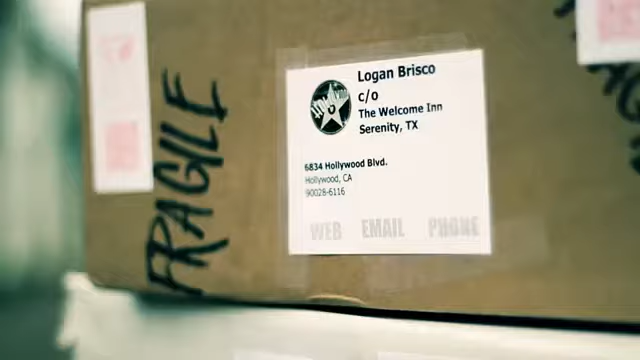 FRAGILE
Logan Brisco
c/o
The Welcome Inn
Serenity, TX
6834 Hollywood Blvd.
Hollywood, CA
90028-6116
WEB EMAIL PHONE